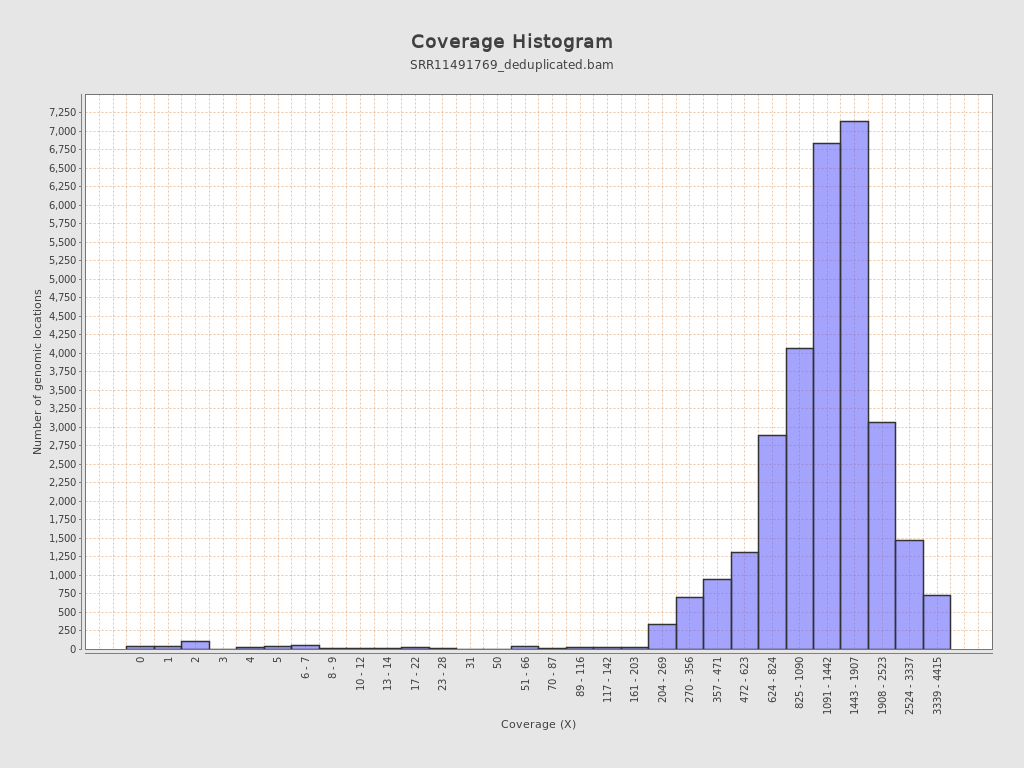 Coverage Histogram
SRR11491769_deduplicated.bam
Number of genomic locations
7,250
7,000
6,750
6,500
6,250
6,000
5,750
5,500
5,250
5,000
4,750
4,500
4,250
4,000
3,750
3,500
3,250
3,000
2,750
2,500
2,250
2,000
1,750
1,500
1,250
1,000
750
500
250
0
0
1
2
3
4
5
6 - 7
8 - 9
10 - 12
13 - 14
17 - 22
23 - 28
31
50
51 - 66
70 - 87
89 - 116
117 - 142
161 - 203
204 - 269
270 - 356
357 - 471
472 - 623
624 - 824
825 - 1090
1091 - 1442
1443 - 1907
1908 - 2523
2524 - 3337
3339 - 4415
Coverage (X)